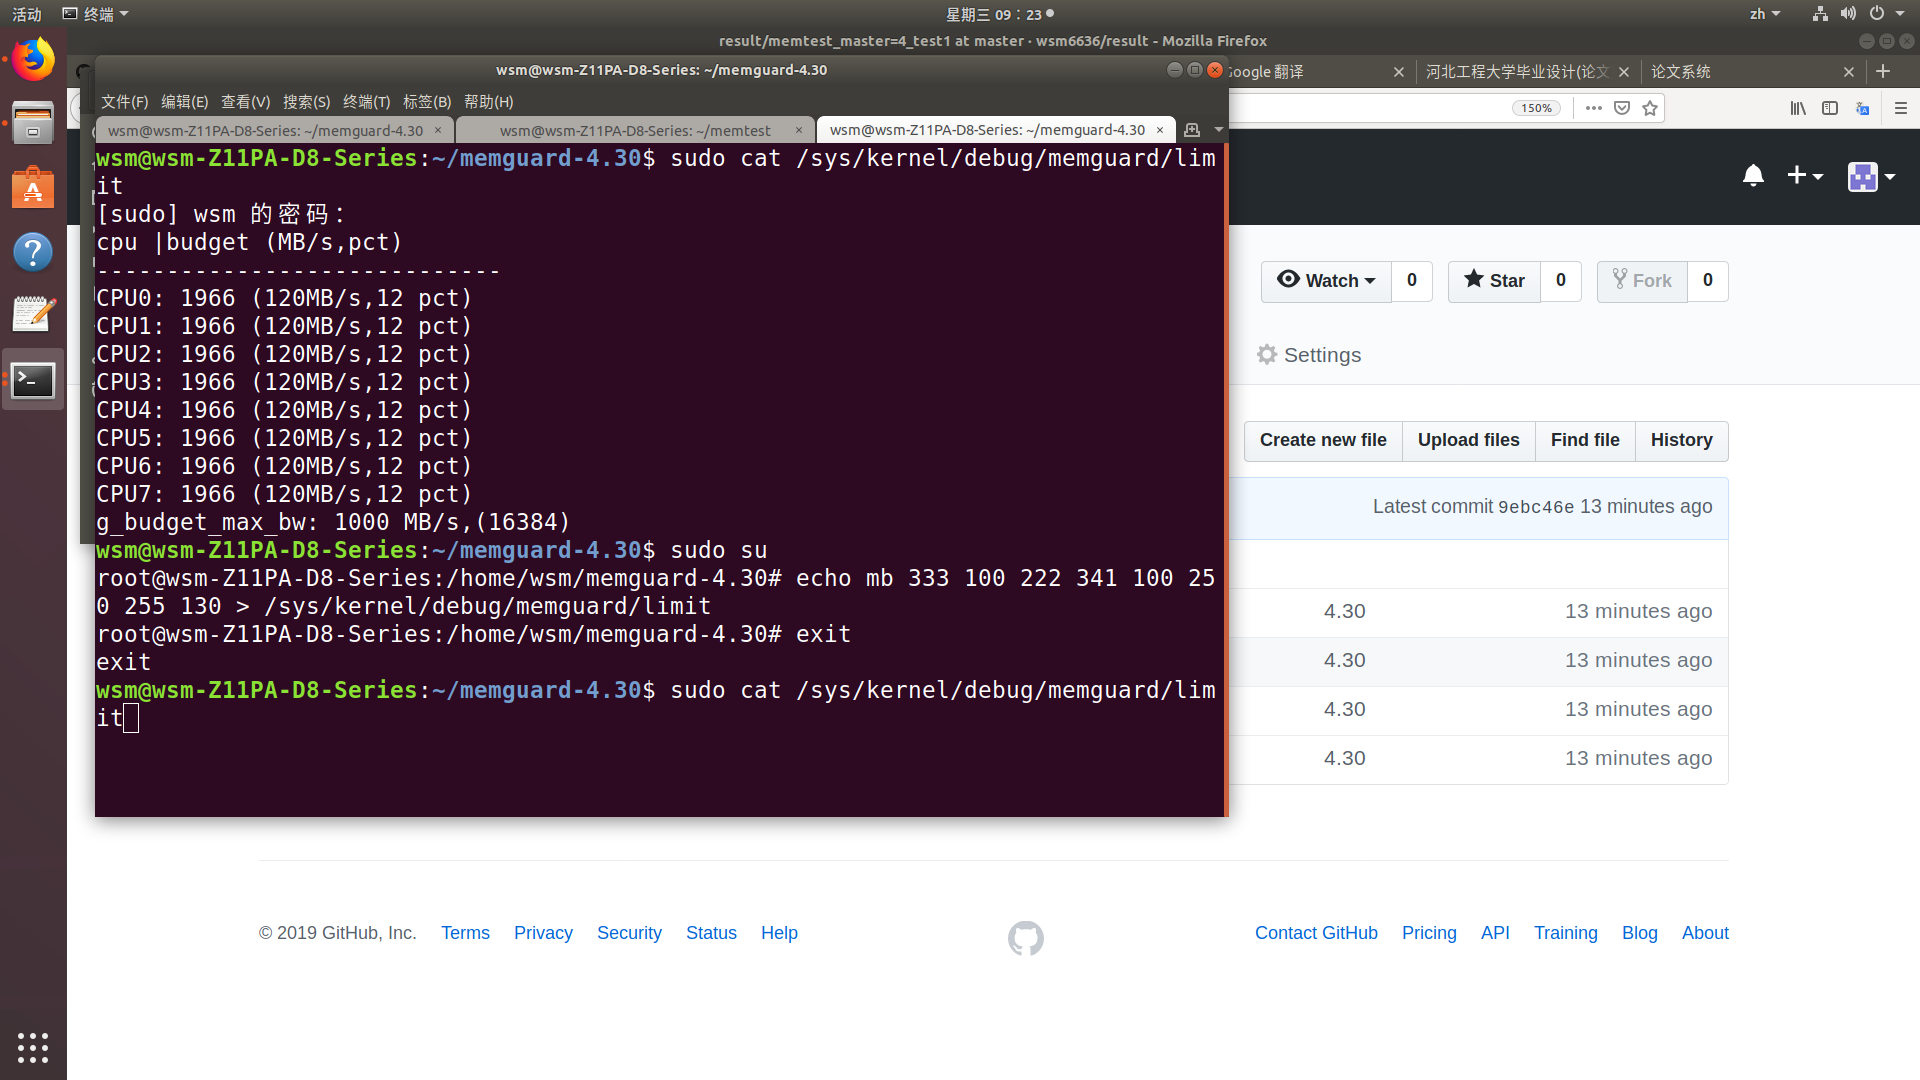 活动 终端 星期三 09:23 zh
result/memtest_master=4_test1 at master · wsm6636/result - Mozilla Firefox
Google 翻译 河北工程大学毕业设计(论文 论文系统
150%
wsm@wsm-Z11PA-D8-Series: ~/memguard-4.30
文件(F) 编辑(E) 查看(V) 搜索(S) 终端(T) 标签(B) 帮助(H)
wsm@wsm-Z11PA-D8-Series: ~/memguard-4.30 × wsm@wsm-Z11PA-D8-Series: ~/memtest × wsm@wsm-Z11PA-D8-Series: ~/memguard-4.30 ×
wsm@wsm-Z11PA-D8-Series:~/memguard-4.30$ sudo cat /sys/kernel/debug/memguard/lim
it
[sudo] wsm 的密码：
cpu |budget (MB/s,pct)
-----------------------------
CPU0: 1966 (120MB/s,12 pct)
CPU1: 1966 (120MB/s,12 pct)
CPU2: 1966 (120MB/s,12 pct)
CPU3: 1966 (120MB/s,12 pct)
CPU4: 1966 (120MB/s,12 pct)
CPU5: 1966 (120MB/s,12 pct)
CPU6: 1966 (120MB/s,12 pct)
CPU7: 1966 (120MB/s,12 pct)
g_budget_max_bw: 1000 MB/s,(16384)
wsm@wsm-Z11PA-D8-Series:~/memguard-4.30$ sudo su
root@wsm-Z11PA-D8-Series:/home/wsm/memguard-4.30# echo mb 333 100 222 341 100 25
0 255 130 > /sys/kernel/debug/memguard/limit
root@wsm-Z11PA-D8-Series:/home/wsm/memguard-4.30# exit
exit
wsm@wsm-Z11PA-D8-Series:~/memguard-4.30$ sudo cat /sys/kernel/debug/memguard/lim
it
Watch 0 Star 0 Fork 0
Settings
Create new file Upload files Find file History
Latest commit 9ebc46e 13 minutes ago
4.30 13 minutes ago
4.30 13 minutes ago
4.30 13 minutes ago
4.30 13 minutes ago
© 2019 GitHub, Inc. Terms Privacy Security Status Help Contact GitHub Pricing API Training Blog About